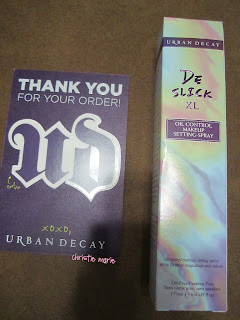 THANK YOU
FOR YOUR ORDER!
UD
XOXO,
URBAN DECAY
christie marie
URBAN DECAY
DE
SLICK
XL
OIL CONTROL
MAKEUP
SETTING SPRAY